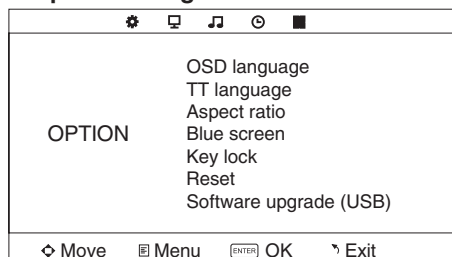 OSD language
TT language
Aspect ratio
OPTION
Blue screen
Key lock
Reset
Software upgrade (USB)
Move Menu ENTER OK Exit